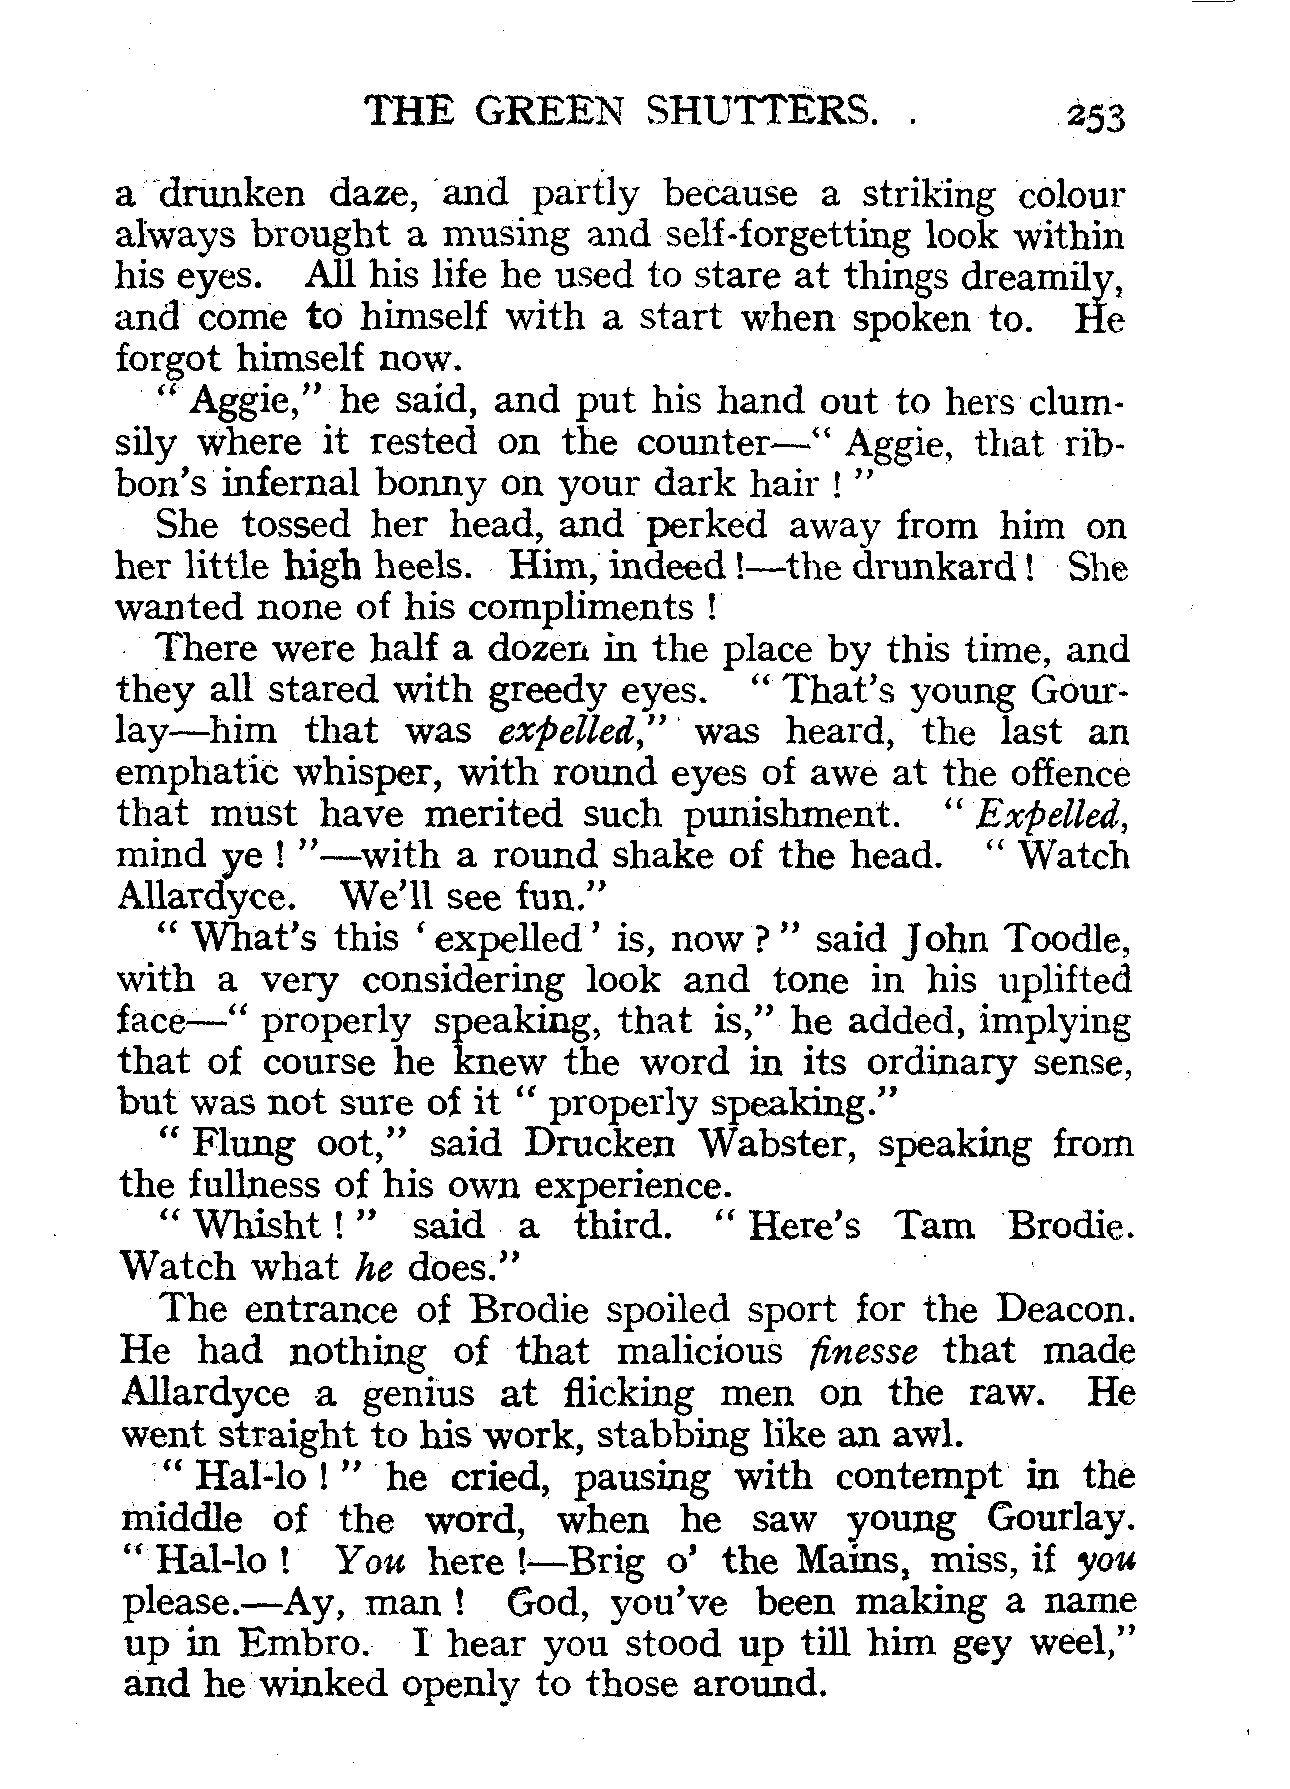 THE GREEN SHUTTERS. . 253
a drunken daze, and partly because a striking colour
always brought a musing and self-forgetting look within
his eyes. All his life he used to stare at things dreamily,
and come to himself with a start when spoken to. He
forgot himself now.
“ Aggie,” he said, and put his hand out to hers clum-
sily where it rested on the counter—“ Aggie, that rib-
bon’s infernal bonny on your dark hair ! ”
She tossed her head, and perked away from him on
her little high heels. Him, indeed !—the drunkard ! She
wanted none of his compliments !
There were half a dozen in the place by this time, and
they all stared with greedy eyes. “ That’s young Gour-
lay—him that was expelled,” was heard, the last an
emphatic whisper, with round eyes of awe at the offence
that must have merited such punishment. “ Expelled,
mind ye ! ”—with a round shake of the head. “ Watch
Allardyce. We’ll see fun.”
“ What’s this ‘ expelled ’ is, now ? ” said John Toodle,
with a very considering look and tone in his uplifted
face—“ properly speaking, that is,” he added, implying
that of course he knew the word in its ordinary sense,
but was not sure of it “ properly speaking.”
“ Flung oot,” said Drucken Wabster, speaking from
the fullness of his own experience.
“ Whisht ! ” said a third. “ Here’s Tam Brodie.
Watch what he does.”
The entrance of Brodie spoiled sport for the Deacon.
He had nothing of that malicious finesse that made
Allardyce a genius at flicking men on the raw. He
went straight to his work, stabbing like an awl.
“ Hal-lo ! ” he cried, pausing with contempt in the
middle of the word, when he saw young Gourlay.
“ Hal-lo ! You here !—Brig o’ the Mains, miss, if you
please.—Ay, man ! God, you’ve been making a name
up in Embro. I hear you stood up till him gey weel,”
and he winked openly to those around.